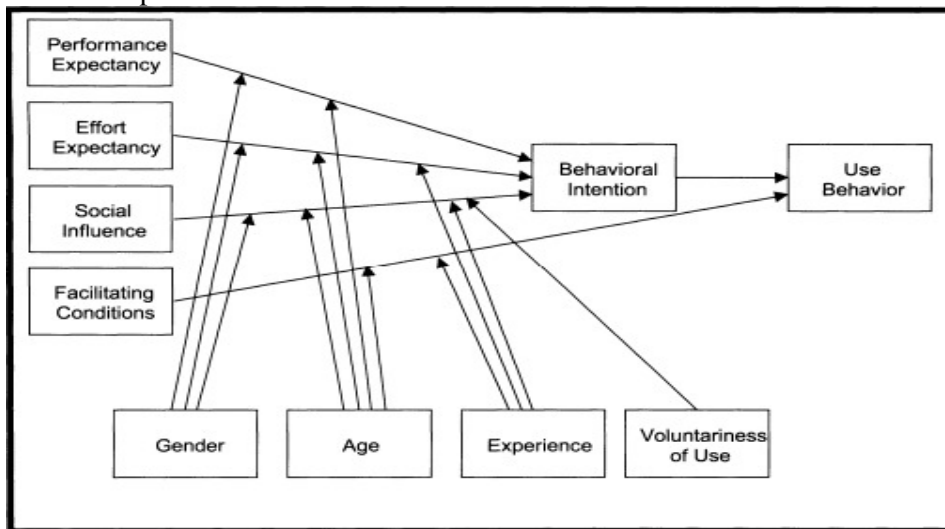 Performance
Expectancy
Effort
Expectancy
Social
Influence
Facilitating
Conditions
Behavioral
Intention
Use
Behavior
Gender
Age
Experience
Voluntariness
of Use